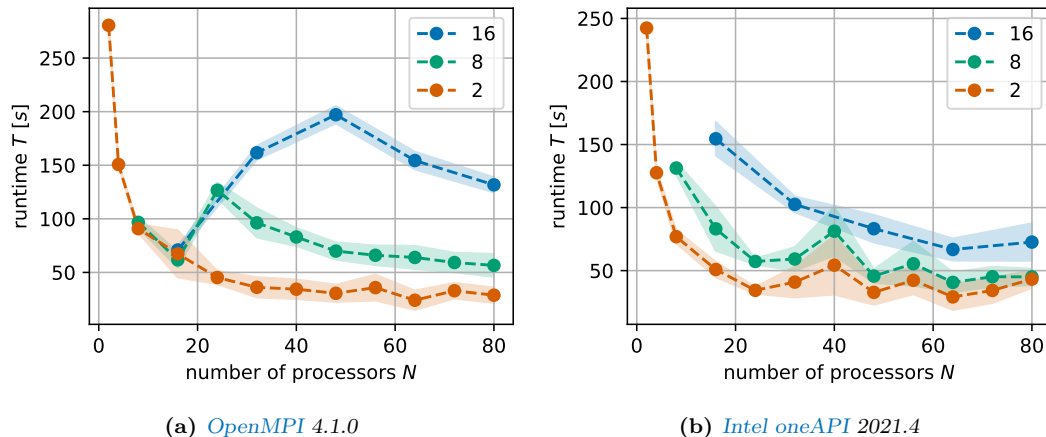 250
200
150
100
50
runtime T [s]
0 20 40 60 80
number of processors N
16
8
2
(a) OpenMPI 4.1.0
250
200
150
100
50
runtime T [s]
0 20 40 60 80
number of processors N
16
8
2
(b) Intel oneAPI 2021.4